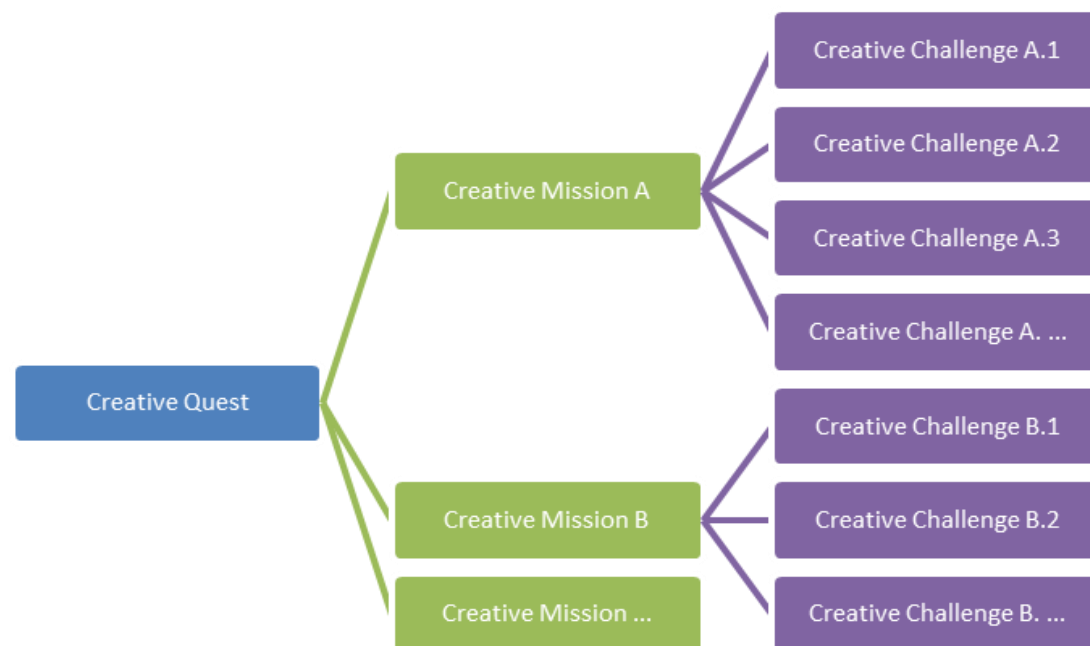 Creative Quest
Creative Mission A
Creative Challenge A.1
Creative Challenge A.2
Creative Challenge A.3
Creative Challenge A. ...
Creative Mission B
Creative Challenge B.1
Creative Challenge B.2
Creative Challenge B. ...
Creative Mission ...